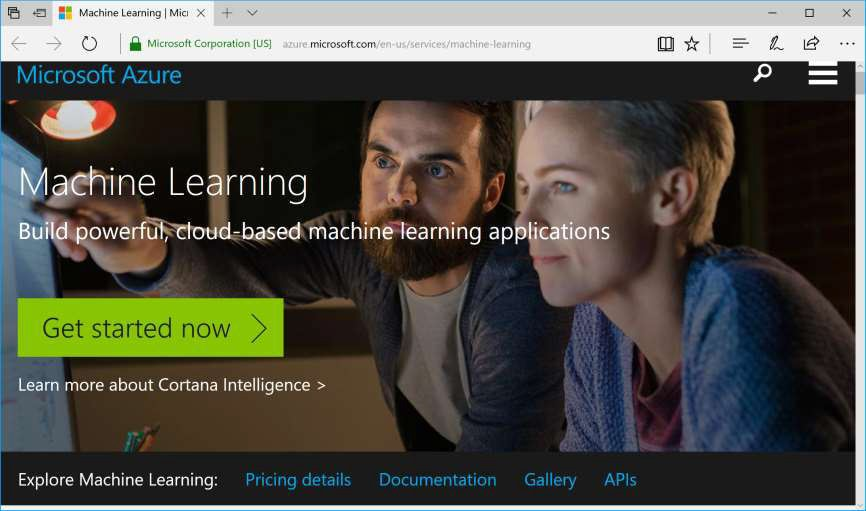 Machine Learning | Mic
Microsoft Corporation [US] azure.microsoft.com/en-us/services/machine-learning
Microsoft Azure
Machine Learning
Build powerful, cloud-based machine learning applications
Get started now
Learn more about Cortana Intelligence >
Explore Machine Learning: Pricing details Documentation Gallery APIs